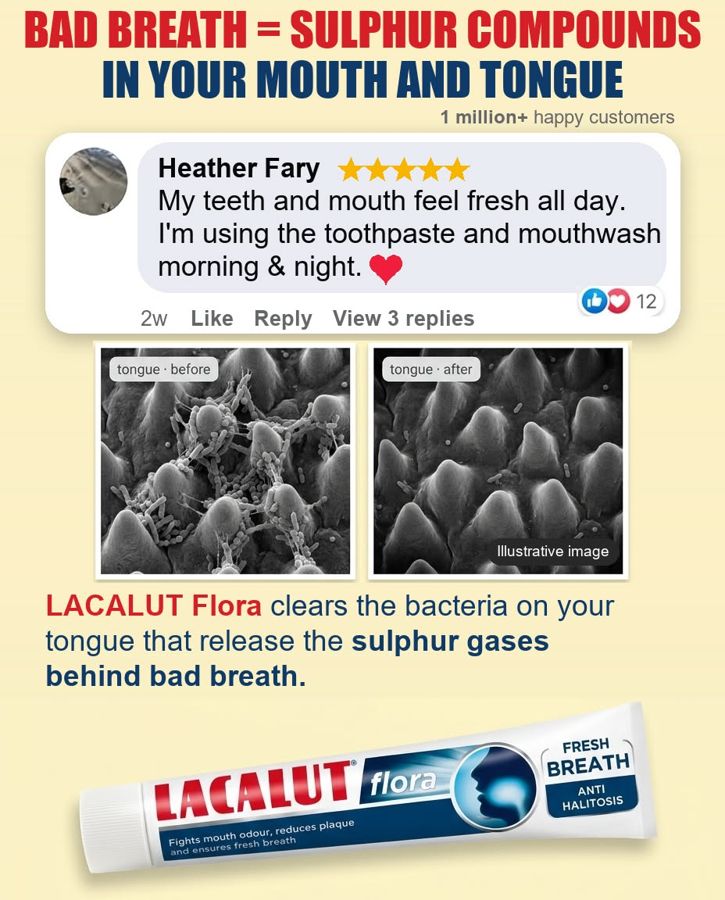 BAD BREATH = SULPHUR COMPOUNDS
IN YOUR MOUTH AND TONGUE
1 million+ happy customers
Heather Fary
My teeth and mouth feel fresh all day.
I'm using the toothpaste and mouthwash
morning & night.
12
2w Like Reply View 3 replies
tongue · before
tongue · after
Illustrative image
LACALUT Flora clears the bacteria on your
tongue that release the sulphur gases
behind bad breath.
LACALUT® flora
Fights mouth odour, reduces plaque
and ensures fresh breath
FRESH
BREATH
ANTI
HALITOSIS